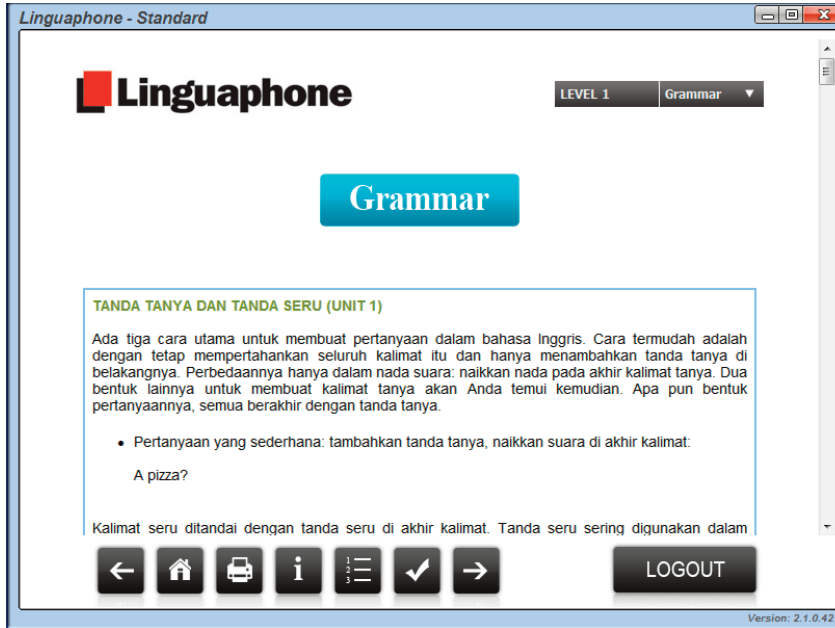 Linguaphone - Standard
Linguaphone
LEVEL 1 Grammar
Grammar
TANDA TANYA DAN TANDA SERU (UNIT 1)
Ada tiga cara utama untuk membuat pertanyaan dalam bahasa Inggris. Cara termudah adalah
dengan tetap mempertahankan seluruh kalimat itu dan hanya menambahkan tanda tanya di
belakangnya. Perbedaannya hanya dalam nada suara: naikkan nada pada akhir kalimat tanya. Dua
bentuk lainnya untuk membuat kalimat tanya akan Anda temui kemudian. Apa pun bentuk
pertanyaannya, semua berakhir dengan tanda tanya.
• Pertanyaan yang sederhana: tambahkan tanda tanya, naikkan suara di akhir kalimat:
A pizza?
Kalimat seru ditandai dengan tanda seru di akhir kalimat. Tanda seru sering digunakan dalam
i
1
2
3
LOGOUT
Version: 2.1.0.42